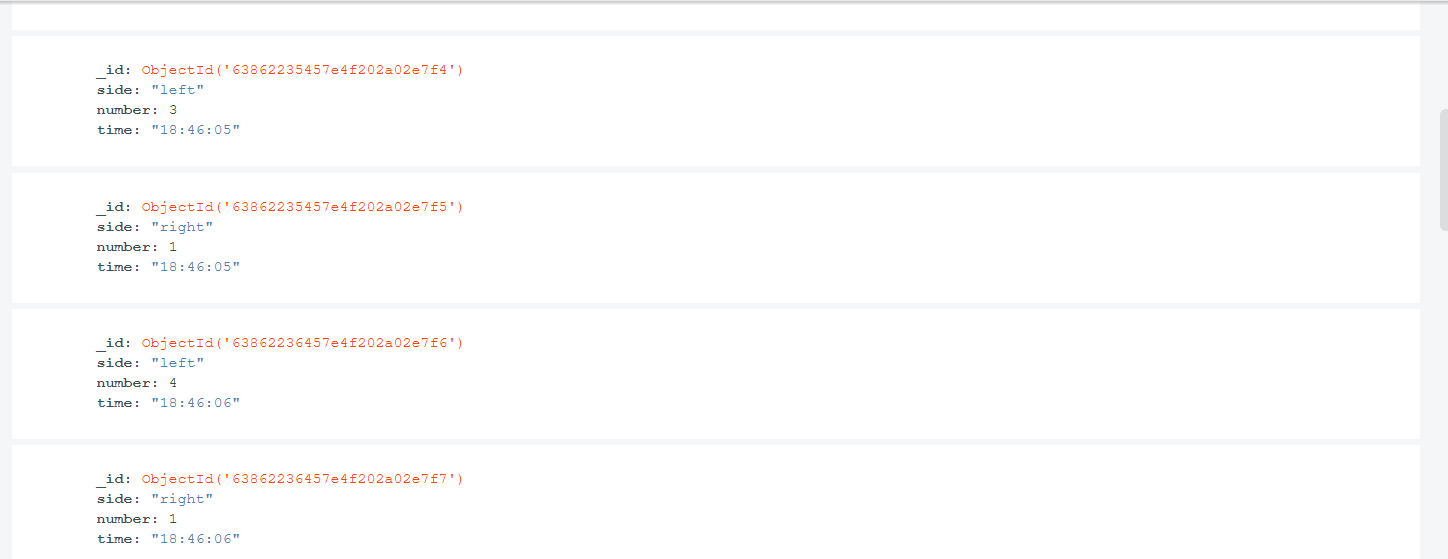 _id: ObjectId('63862235457e4f202a02e7f4')
side: "left"
number: 3
time: "18:46:05"
_id: ObjectId('63862235457e4f202a02e7f5')
side: "right"
number: 1
time: "18:46:05"
_id: ObjectId('63862236457e4f202a02e7f6')
side: "left"
number: 4
time: "18:46:06"
_id: ObjectId('63862236457e4f202a02e7f7')
side: "right"
number: 1
time: "18:46:06"